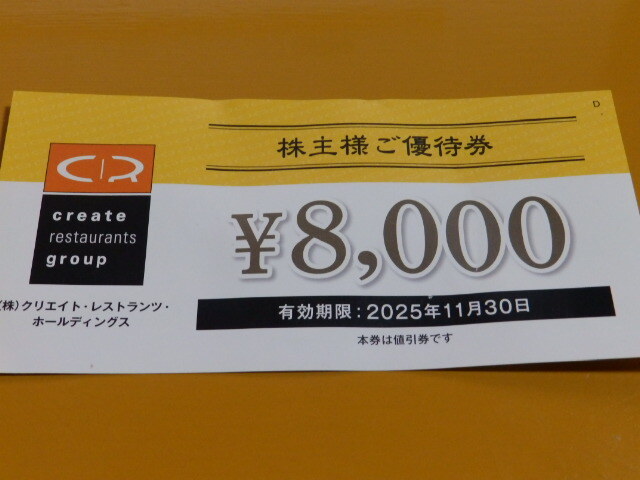 D
株主様ご優待券
CR
create
restaurants
group
¥8,000
(株)クリエイト・レストランツ・
ホールディングス
有効期限：2025年11月30日
本券は値引券です